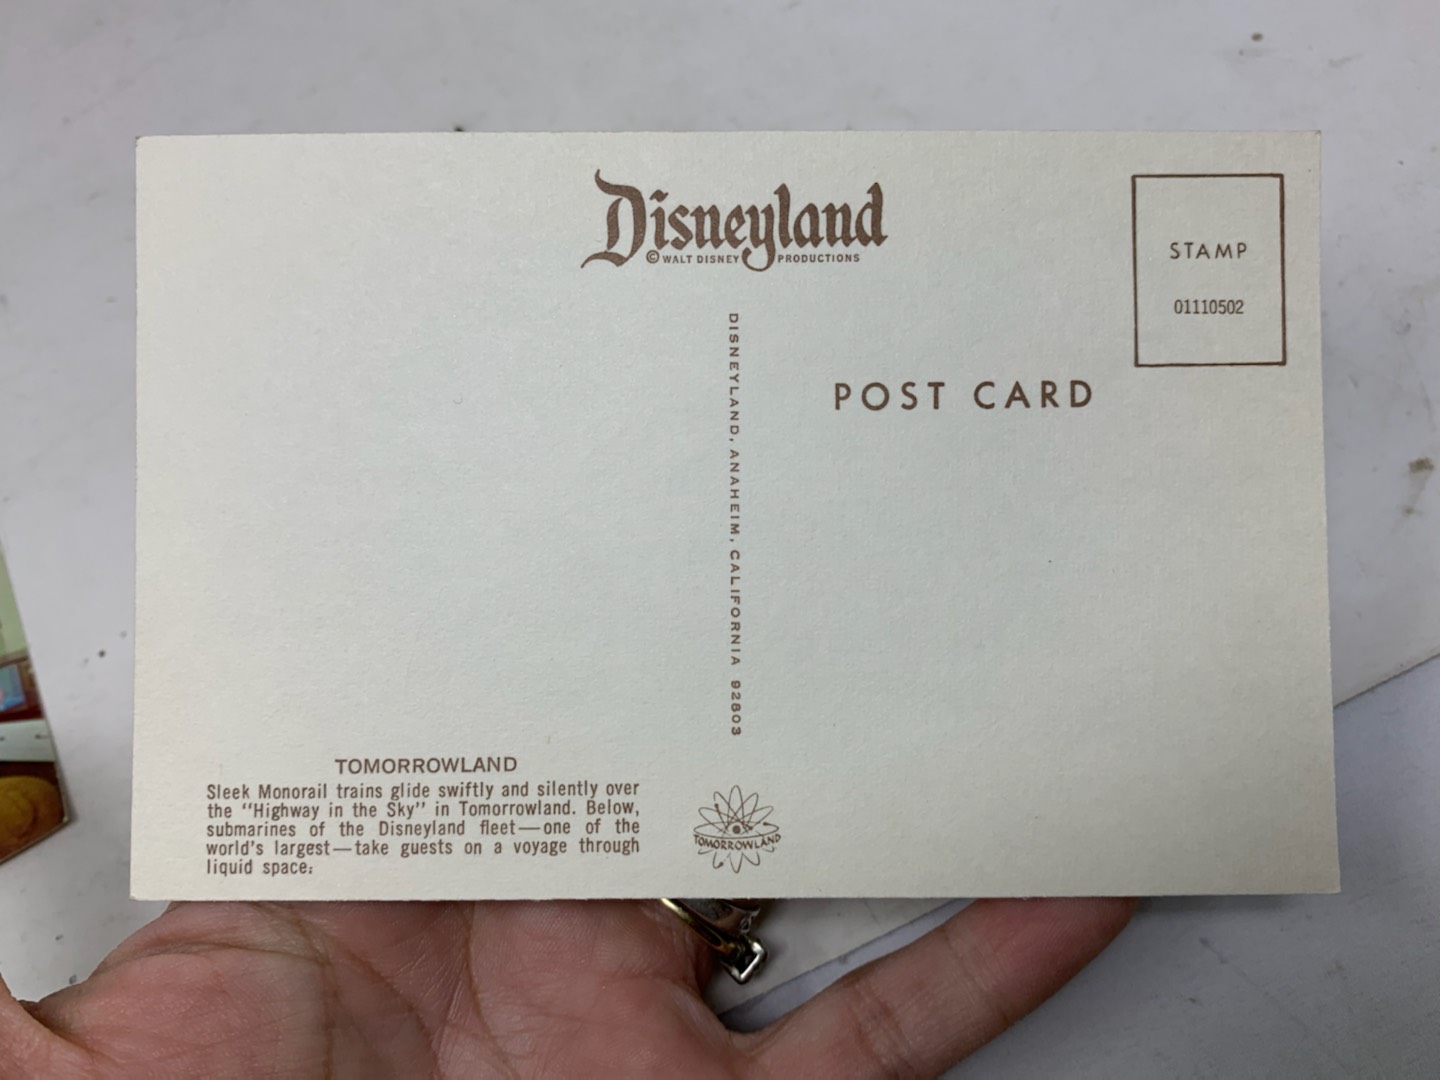 Disneyland
© WALT DISNEY PRODUCTIONS
STAMP
01110502
POST CARD
DISNEYLAND, ANAHEIM, CALIFORNIA 92803
TOMORROWLAND
Sleek Monorail trains glide swiftly and silently over
the "Highway in the Sky" in Tomorrowland. Below,
submarines of the Disneyland fleet—one of the
world's largest—take guests on a voyage through
liquid space.
TOMORROWLAND